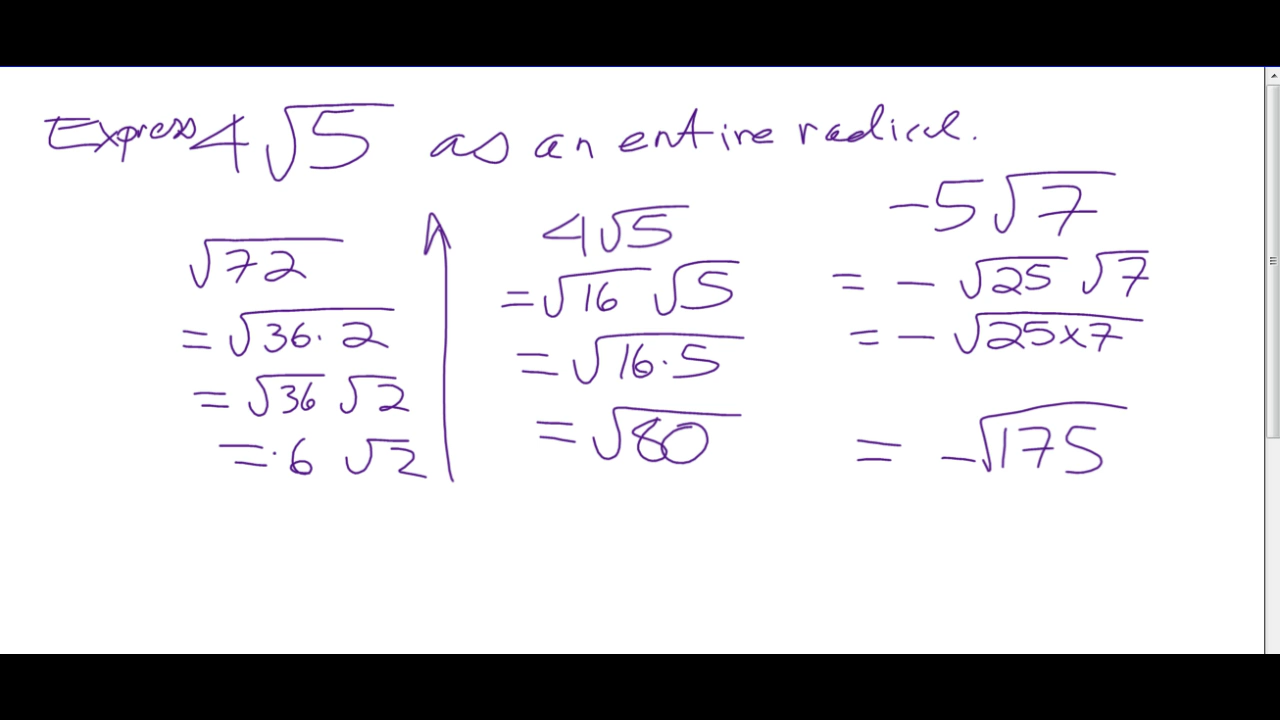 Express 4√5 as an entire radical.
√72
= √36·2
= √36 √2
= ·6 √2
4√5
= √16 √5
= √16·5
= √80
-5√7
= - √25 √7
= - √25×7
= -√175